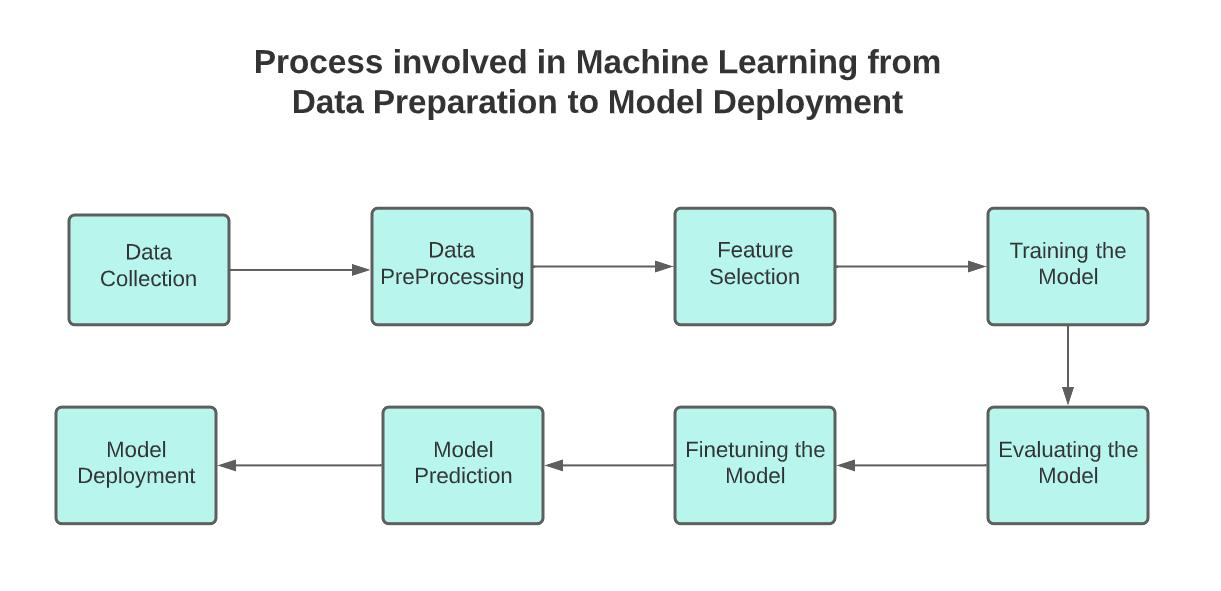 Process involved in Machine Learning from
Data Preparation to Model Deployment
Data
Collection
Data
PreProcessing
Feature
Selection
Training the
Model
Evaluating the
Model
Finetuning the
Model
Model
Prediction
Model
Deployment